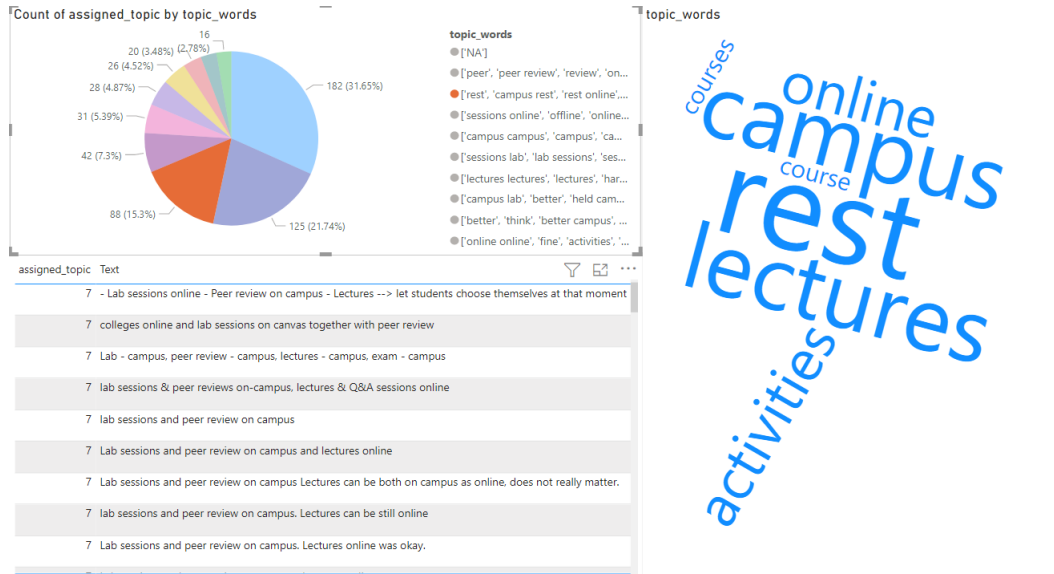 Count of assigned_topic by topic_words
16
20 (3.48%) (2.78%)
26 (4.52%)
28 (4.87%)
31 (5.39%)
42 (7.3%)
88 (15.3%)
182 (31.65%)
125 (21.74%)
topic_words
['NA']
['peer', 'peer review', 'review', 'on...
['rest', 'campus rest', 'rest online',...
['sessions online', 'offline', 'online...
['campus campus', 'campus', 'ca...
['sessions lab', 'lab sessions', 'ses...
['lectures lectures', 'lectures', 'har...
['campus lab', 'better', 'held cam...
['better', 'think', 'better campus', ...
['online online', 'fine', 'activities', '...
assigned_topic Text
7 - Lab sessions online - Peer review on campus - Lectures --> let students choose themselves at that moment
7 colleges online and lab sessions on canvas together with peer review
7 Lab - campus, peer review - campus, lectures - campus, exam - campus
7 lab sessions & peer reviews on-campus, lectures & Q&A sessions online
7 lab sessions and peer review on campus
7 Lab sessions and peer review on campus and lectures online
7 Lab sessions and peer review on campus Lectures can be both on campus as online, does not really matter.
7 lab sessions and peer review on campus. Lectures can be still online
7 Lab sessions and peer review on campus. Lectures online was okay.
topic_words
courses
online
campus
course
rest
lectures
activities